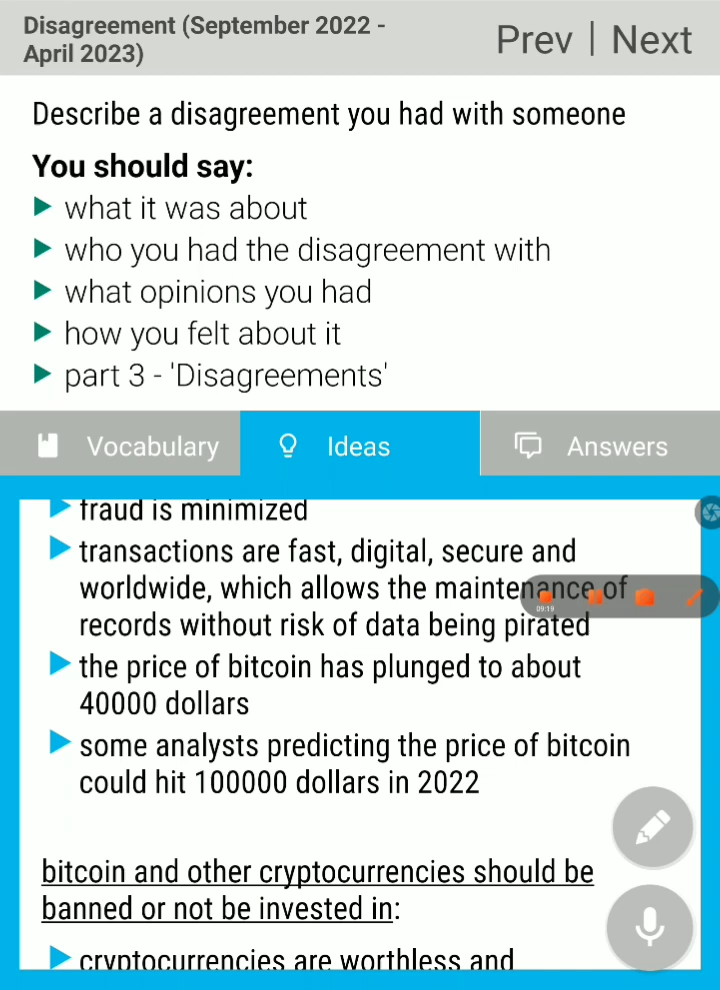 Disagreement (September 2022 -
April 2023)
Prev | Next
Describe a disagreement you had with someone
You should say:
what it was about
who you had the disagreement with
what opinions you had
how you felt about it
part 3 - 'Disagreements'
Vocabulary
Ideas
Answers
fraud is minimized
transactions are fast, digital, secure and
worldwide, which allows the maintenance of
records without risk of data being pirated
09:19
the price of bitcoin has plunged to about
40000 dollars
some analysts predicting the price of bitcoin
could hit 100000 dollars in 2022
bitcoin and other cryptocurrencies should be
banned or not be invested in:
cryptocurrencies are worthless and